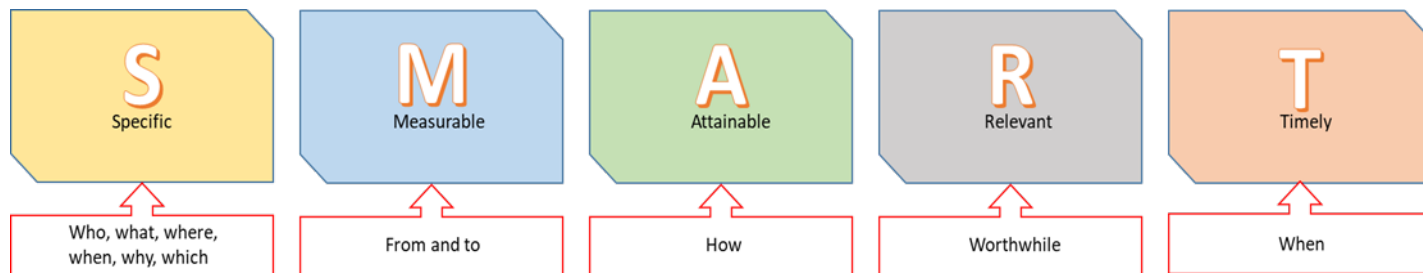 S
Specific
M
Measurable
A
Attainable
R
Relevant
T
Timely
Who, what, where,
when, why, which
From and to
How
Worthwhile
When